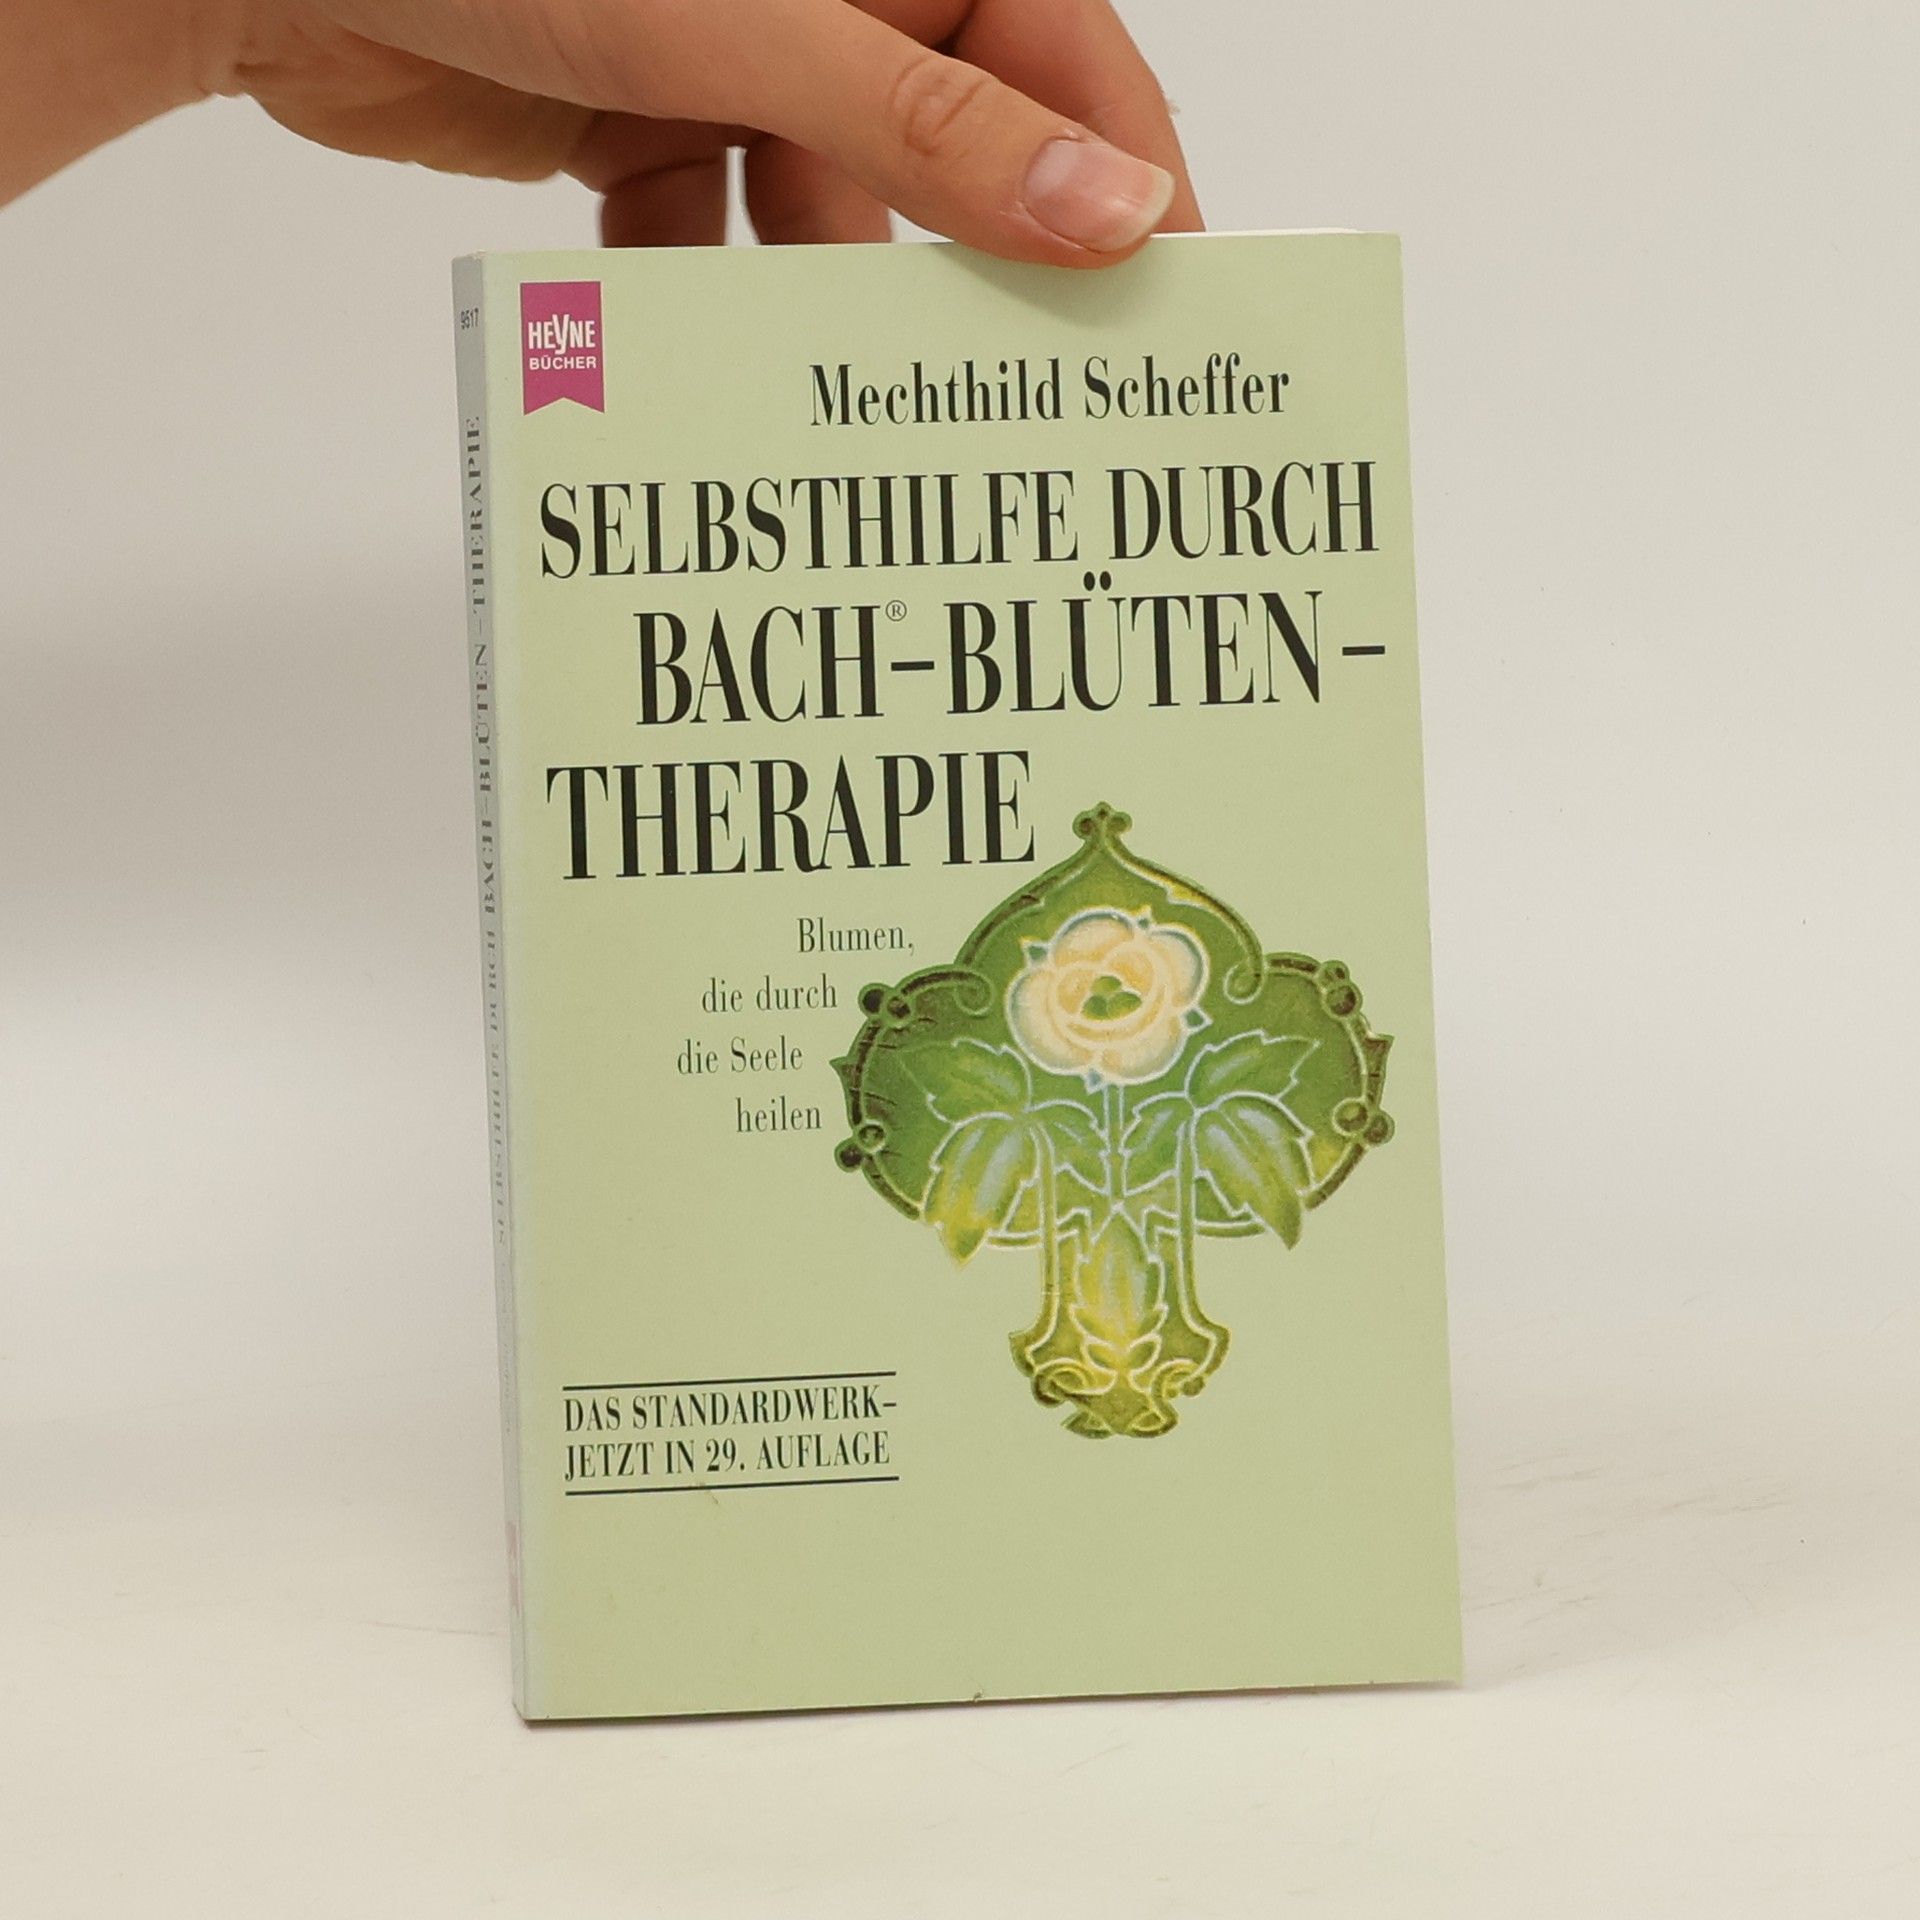 HEYNE
BÜCHER
9517
Mechthild Scheffer
SELBSTHILFE DURCH
BACH®–BLÜTEN–
THERAPIE
Blumen,
die durch
die Seele
heilen
DAS STANDARDWERK–
JETZT IN 29. AUFLAGE
SELBSTHILFE DURCH BACH–BLÜTEN–THERAPIE